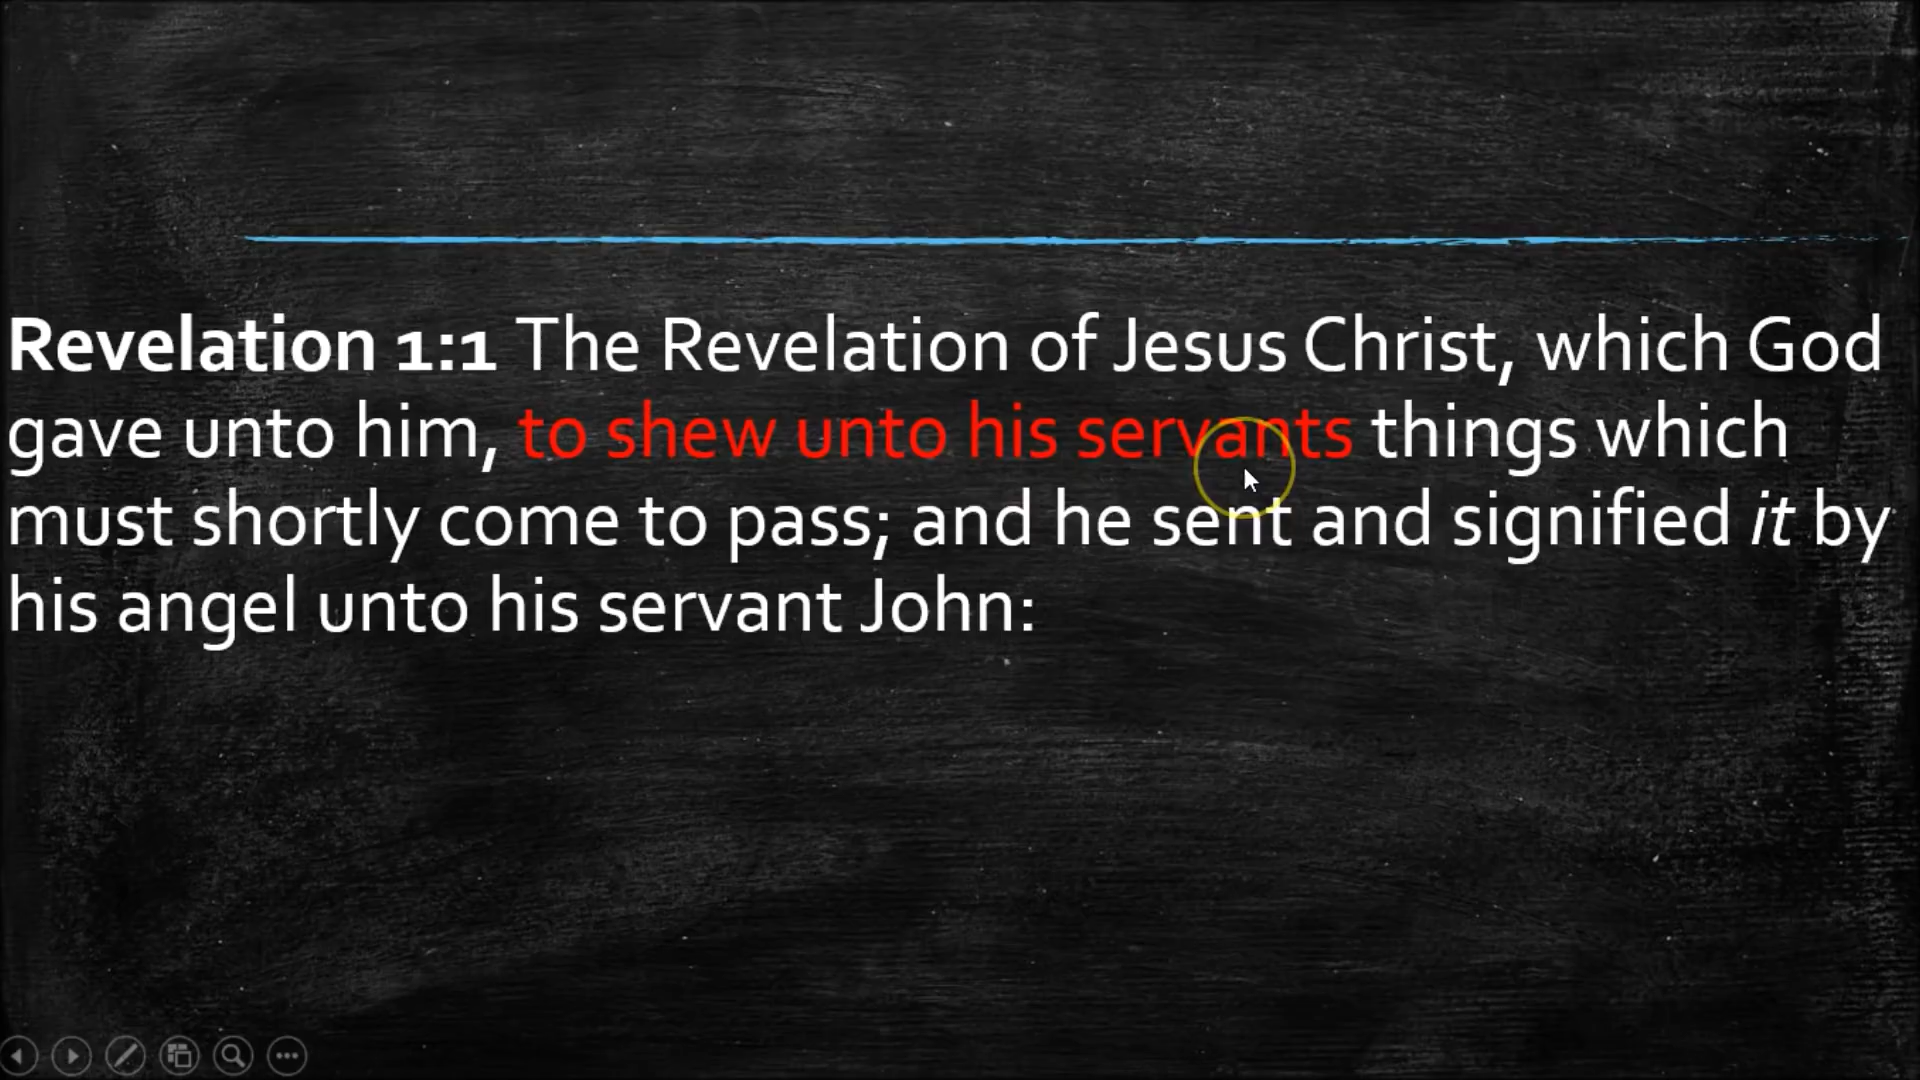 Revelation 1:1 The Revelation of Jesus Christ, which God
gave unto him, to shew unto his servants things which
must shortly come to pass; and he sent and signified it by
his angel unto his servant John: